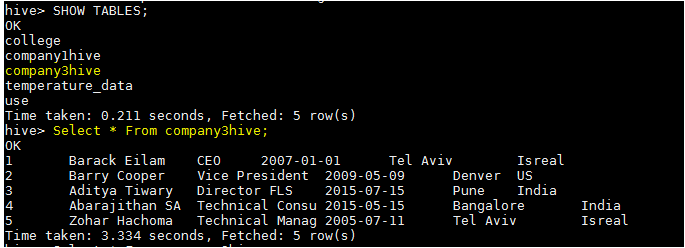 hive> SHOW TABLES;
OK
college
company1hive
company3hive
temperature_data
use
Time taken: 0.211 seconds, Fetched: 5 row(s)
hive> Select * From company3hive;
OK
1 Barack Eilam CEO 2007-01-01 Tel Aviv Isreal
2 Barry Cooper Vice President 2009-05-09 Denver US
3 Aditya Tiwary Director FLS 2015-07-15 Pune India
4 Abarajithan SA Technical Consu 2015-07-15 Bangalore India
5 Zohar Hachoma Technical Manag 2005-07-11 Tel Aviv Isreal
Time taken: 3.334 seconds, Fetched: 5 row(s)